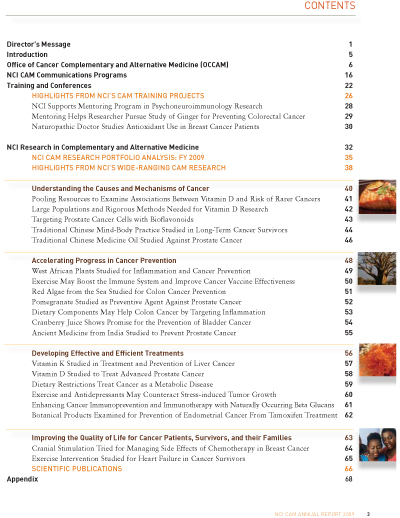 CONTENTS
Director's Message 1
Introduction 5
Office of Cancer Complementary and Alternative Medicine (OCCAM) 6
NCI CAM Communications Programs 16
Training and Conferences 22
HIGHLIGHTS FROM NCI'S CAM TRAINING PROJECTS 26
NCI Supports Mentoring Program in Psychoneuroimmunology Research 28
Mentoring Helps Researcher Pursue Study of Ginger for Preventing Colorectal Cancer 29
Naturopathic Doctor Studies Antioxidant Use in Breast Cancer Patients 30
NCI Research in Complementary and Alternative Medicine 32
NCI CAM RESEARCH PORTFOLIO ANALYSIS: FY 2009 35
HIGHLIGHTS FROM NCI'S WIDE-RANGING CAM RESEARCH 38
Understanding the Causes and Mechanisms of Cancer 40
Pooling Resources to Examine Associations Between Vitamin D and Risk of Rarer Cancers 41
Large Populations and Rigorous Methods Needed for Vitamin D Research 42
Targeting Prostate Cancer Cells with Bioflavonoids 43
Traditional Chinese Mind-Body Practice Studied in Long-Term Cancer Survivors 44
Traditional Chinese Medicine Oil Studied Against Prostate Cancer 46
Accelerating Progress in Cancer Prevention 48
West African Plants Studied for Inflammation and Cancer Prevention 49
Exercise May Boost the Immune System and Improve Cancer Vaccine Effectiveness 50
Red Algae from the Sea Studied for Colon Cancer Prevention 51
Pomegranate Studied as Preventive Agent Against Prostate Cancer 52
Dietary Components May Help Colon Cancer by Targeting Inflammation 53
Cranberry Juice Shows Promise for the Prevention of Bladder Cancer 54
Ancient Medicine from India Studied to Prevent Prostate Cancer 55
Developing Effective and Efficient Treatments 56
Vitamin K Studied in Treatment and Prevention of Liver Cancer 57
Vitamin D Studied to Treat Advanced Prostate Cancer 58
Dietary Restrictions Treat Cancer as a Metabolic Disease 59
Exercise and Antidepressants May Counteract Stress-induced Tumor Growth 60
Enhancing Cancer Immunoprevention and Immunotherapy with Naturally Occurring Beta Glucans 61
Botanical Products Examined for Prevention of Endometrial Cancer From Tamoxifen Treatment 62
Improving the Quality of Life for Cancer Patients, Survivors, and their Families 63
Cranial Stimulation Tried for Managing Side Effects of Chemotherapy in Breast Cancer 64
Exercise Intervention Studied for Heart Failure in Cancer Survivors 65
SCIENTIFIC PUBLICATIONS 66
Appendix 68
NCI CAM ANNUAL REPORT 2009 3